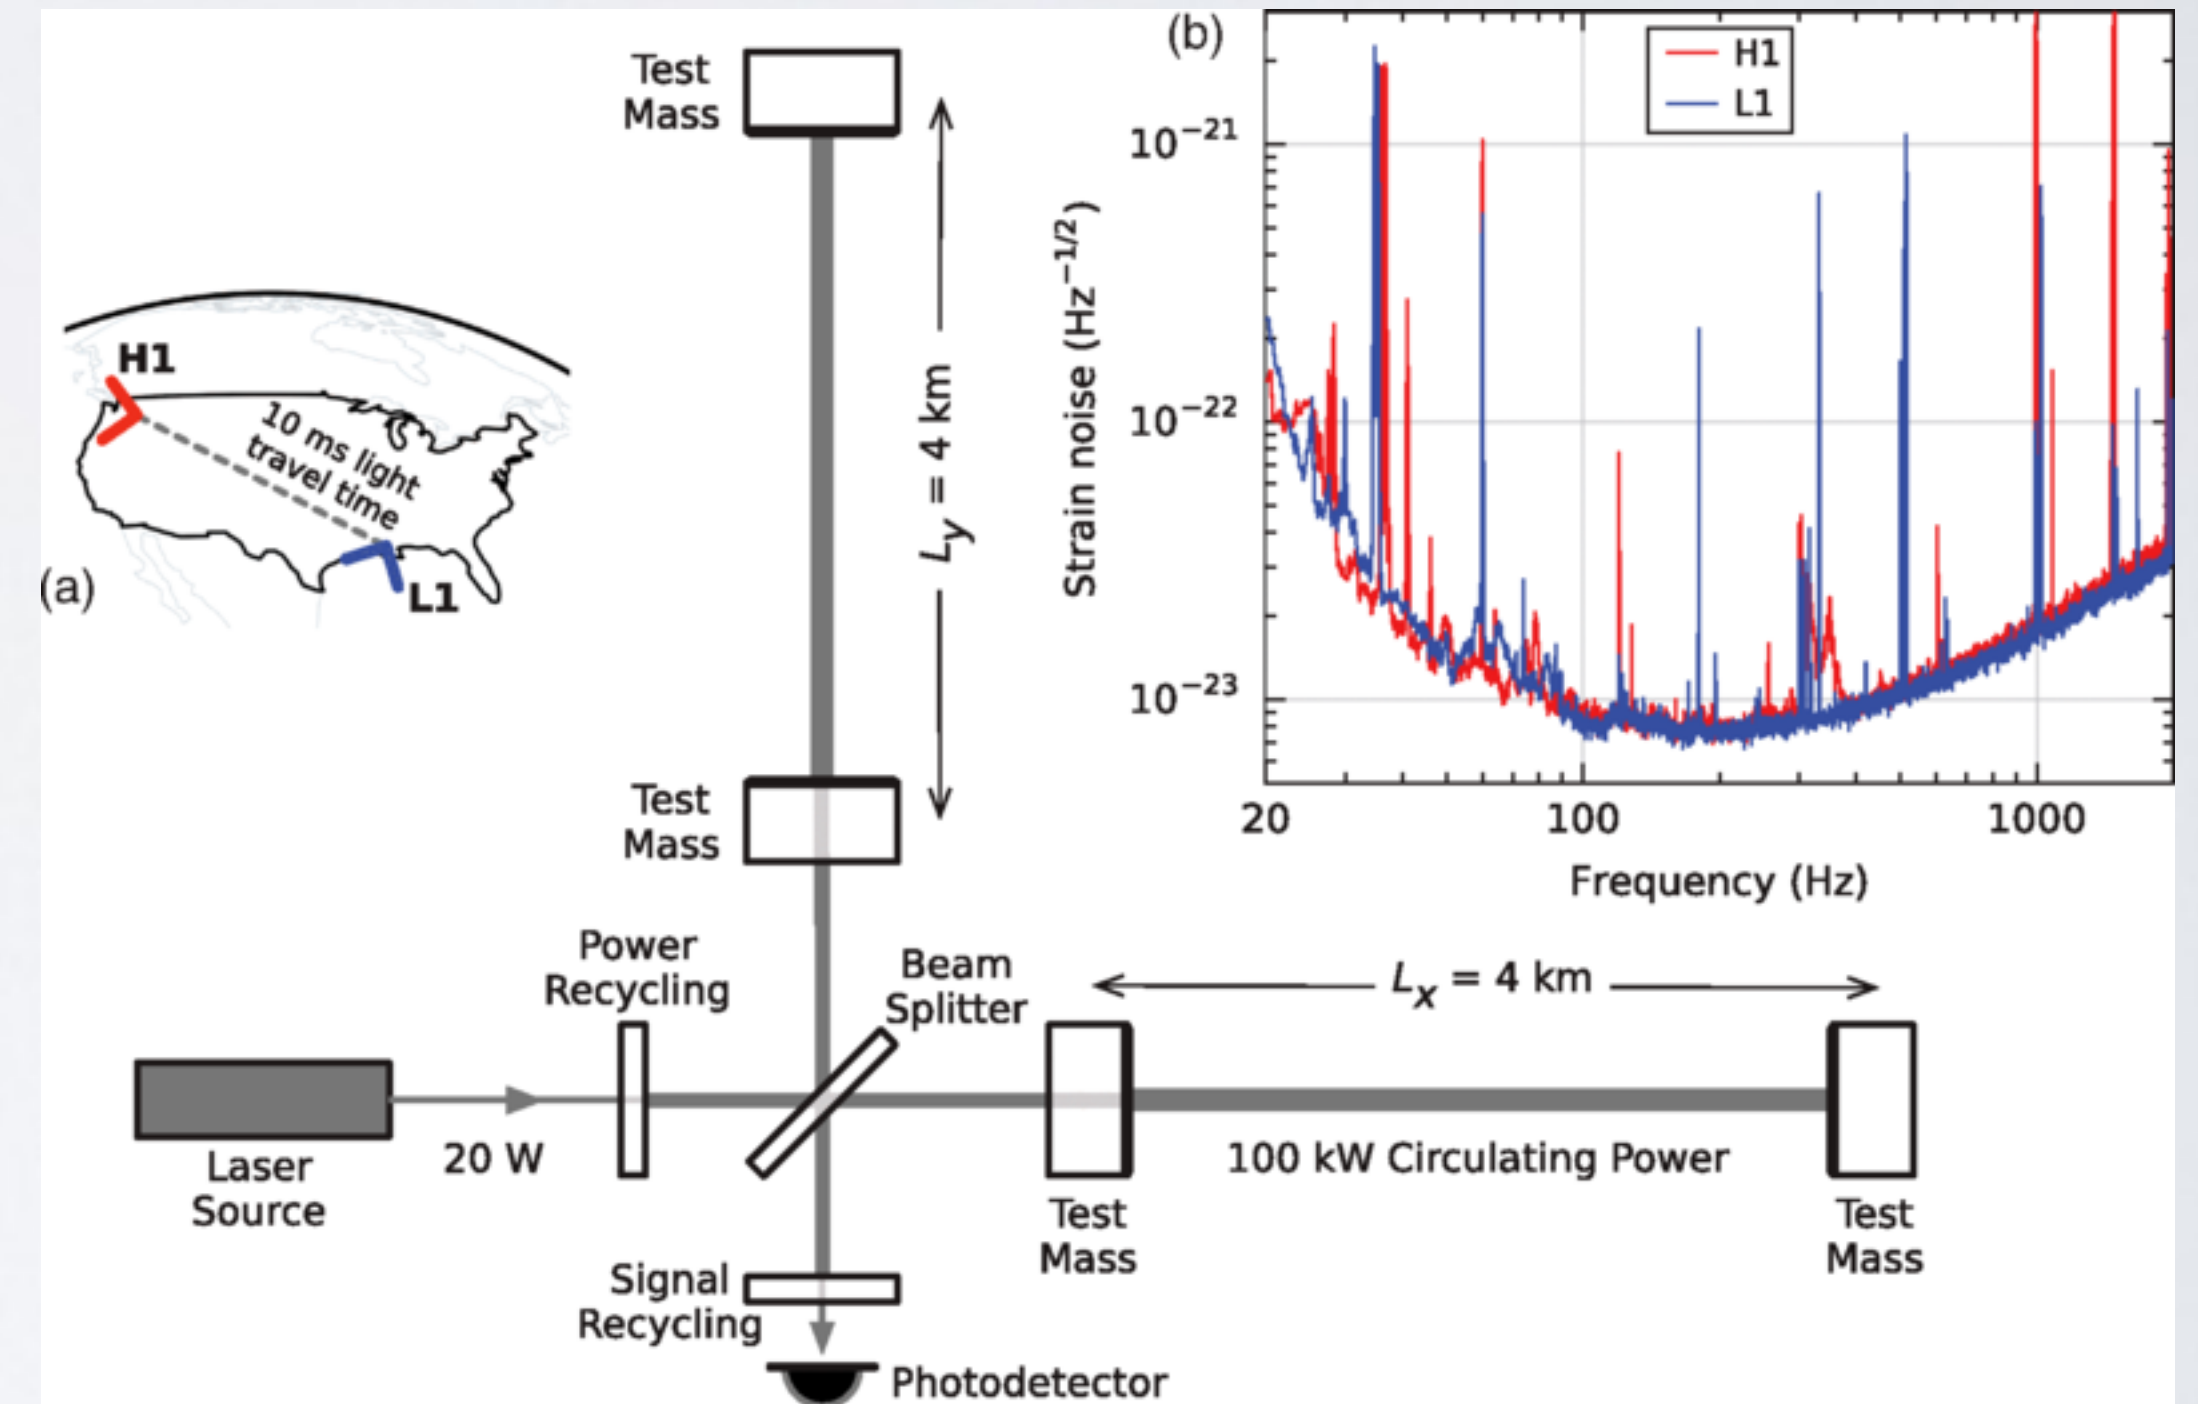 Test
Mass
H1
10 ms light
travel time
L1
(a)
Ly = 4 km
Test
Mass
Power
Recycling
Beam
Splitter
Lx = 4 km
Laser
Source
20 W
100 kW Circulating Power
Test
Mass
Test
Mass
Signal
Recycling
Photodetector
(b)
H1
L1
Strain noise (Hz−1/2)
10−21
10−22
10−23
20 100 1000
Frequency (Hz)